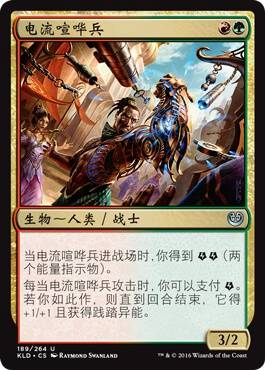 电流喧哗兵
生物～人类／战士
当电流喧哗兵进战场时，你得到 （两
个能量指示物）。
每当电流喧哗兵攻击时，你可以支付 。
若你如此作，则直到回合结束，它得
+1/+1 且获得践踏异能。
3/2
189/264 U
KLD • CS RAYMOND SWANLAND
™ & © 2016 Wizards of the Coast